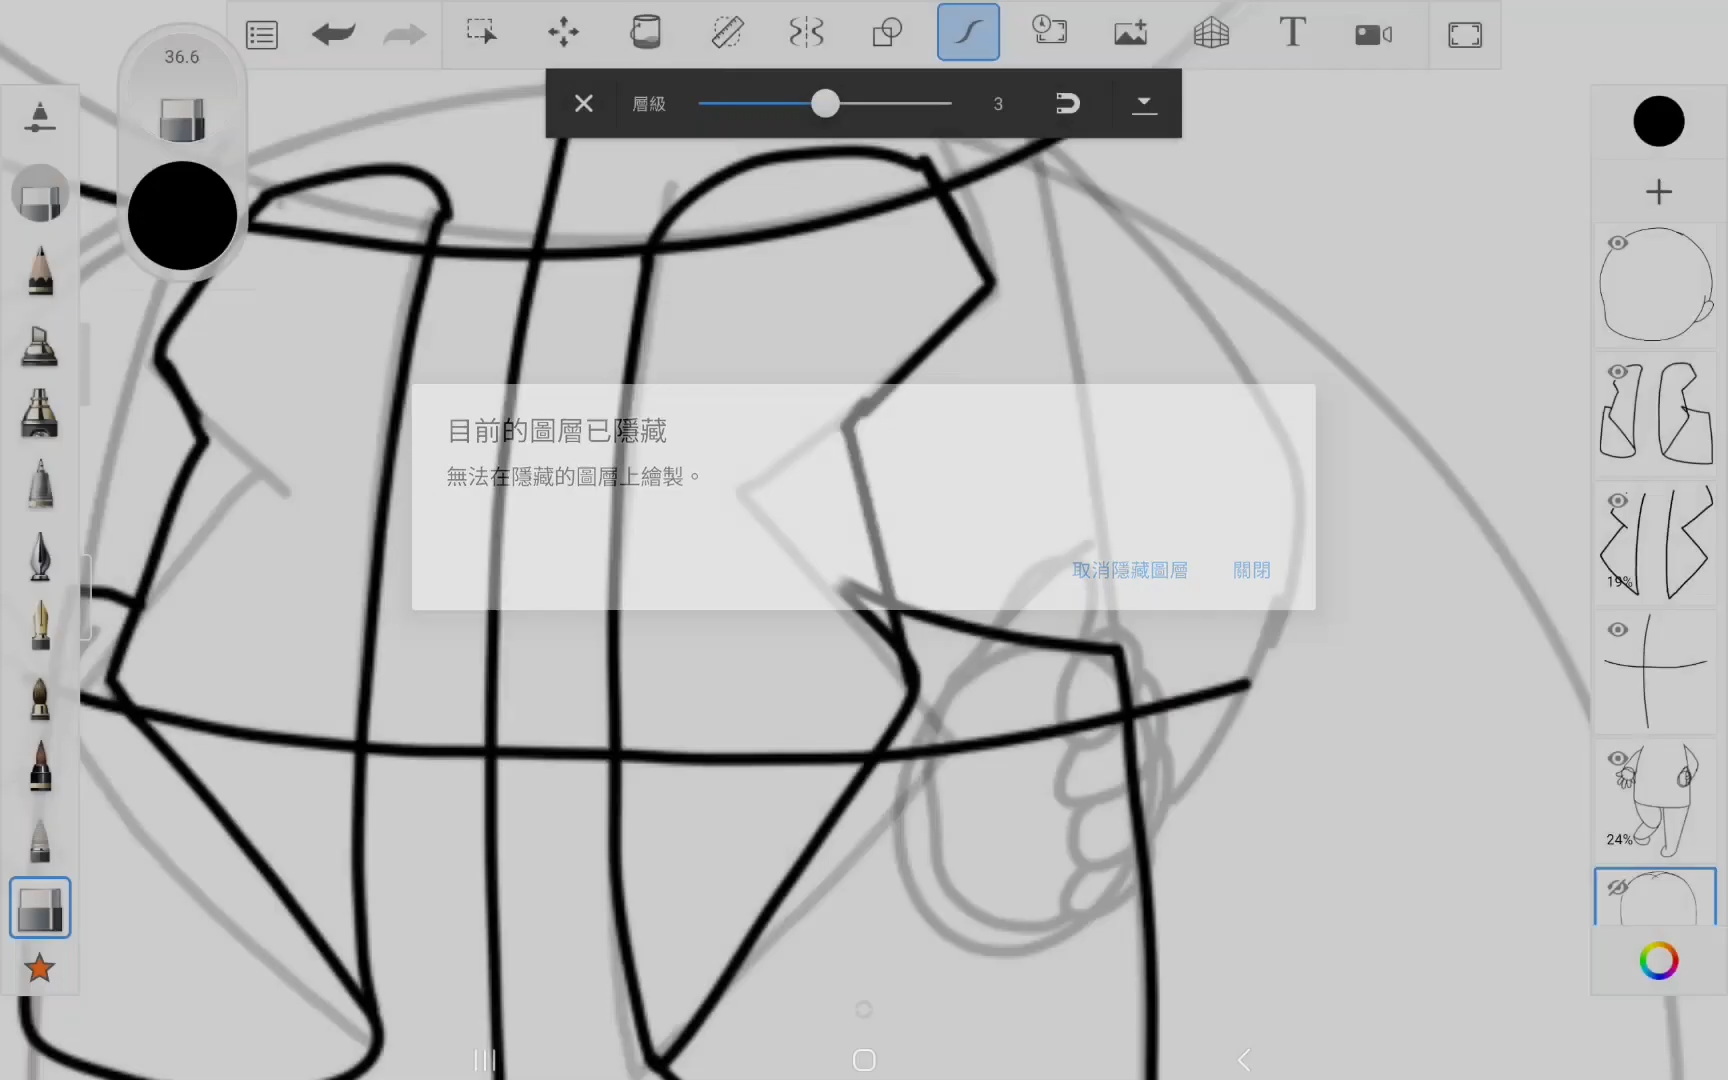 36.6
層級 3
目前的圖層已隱藏
無法在隱藏的圖層上繪製。
取消隱藏圖層 關閉
19%
24%